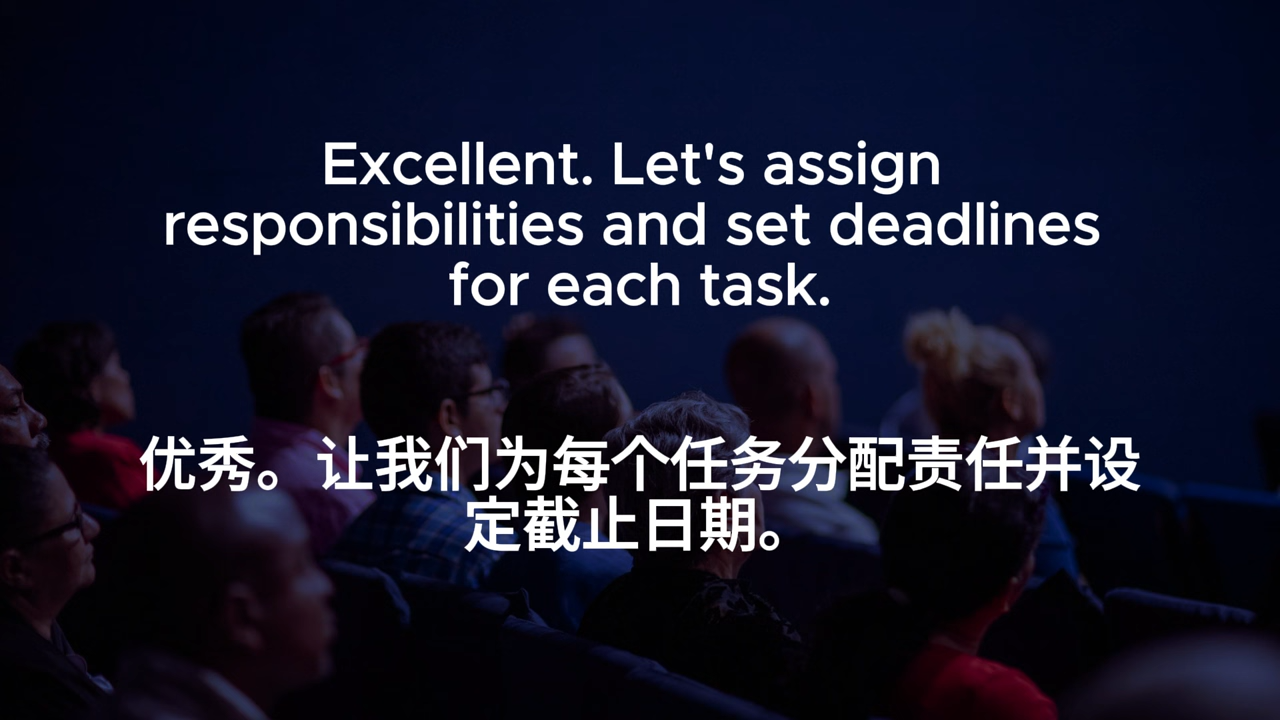 Excellent. Let's assign
responsibilities and set deadlines
for each task.
优秀。让我们为每个任务分配责任并设
定截止日期。